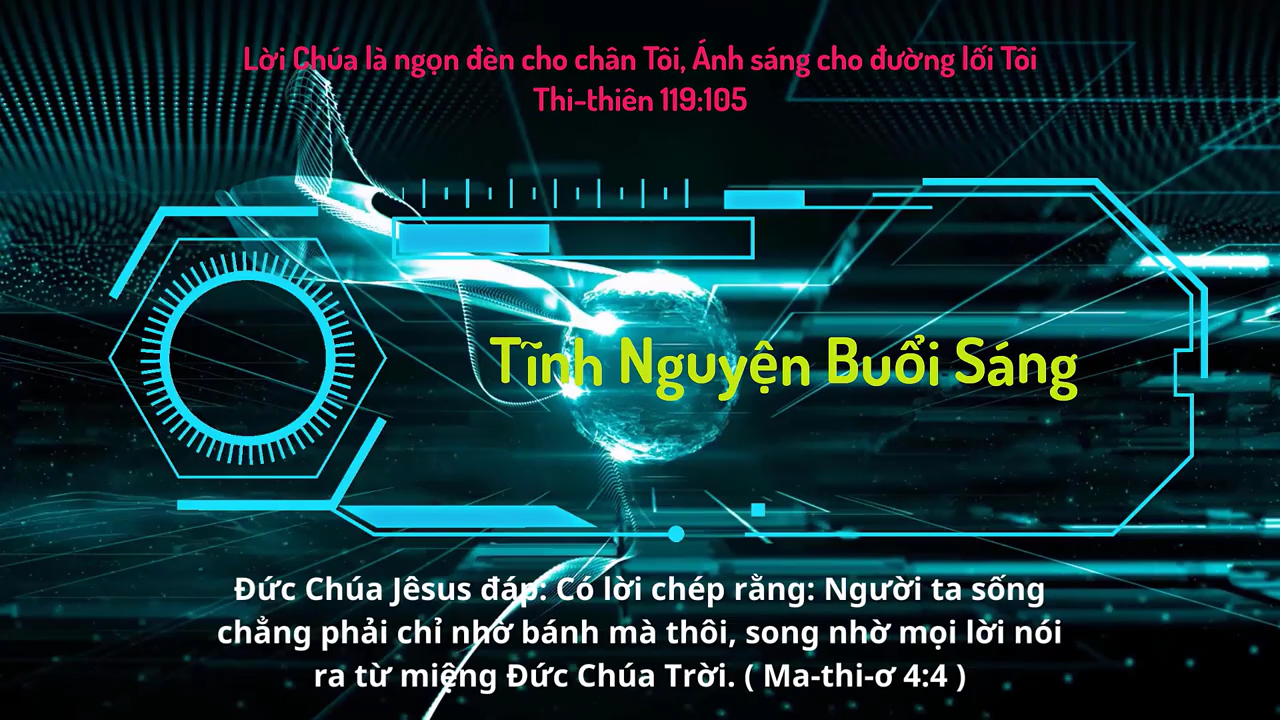 Lời Chúa là ngọn đèn cho chân Tôi, Ánh sáng cho đường lối Tôi
Thi-thiên 119:105
Tĩnh Nguyện Buổi Sáng
Đức Chúa Jêsus đáp: Có lời chép rằng: Người ta sống
chẳng phải chỉ nhờ bánh mà thôi, song nhờ mọi lời nói
ra từ miệng Đức Chúa Trời. ( Ma-thi-ơ 4:4 )